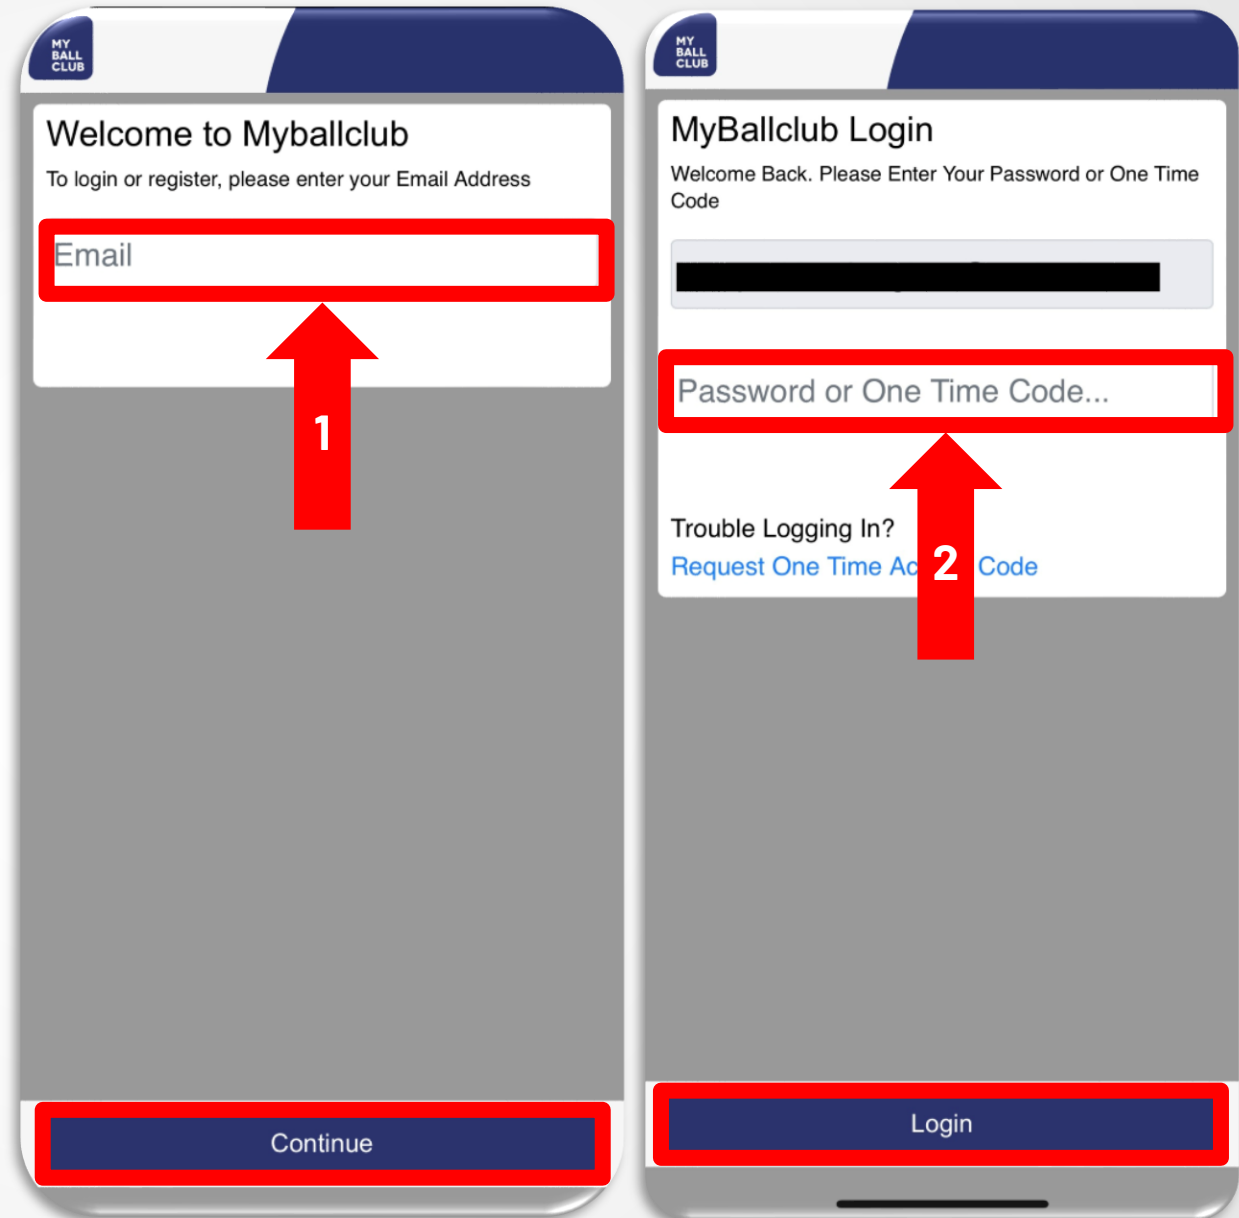 MY
BALL
CLUB
Welcome to Myballclub
To login or register, please enter your Email Address
Email
1
Continue
MY
BALL
CLUB
MyBallclub Login
Welcome Back. Please Enter Your Password or One Time
Code
Password or One Time Code...
Trouble Logging In?
Request One Time Ac Code
2
Login